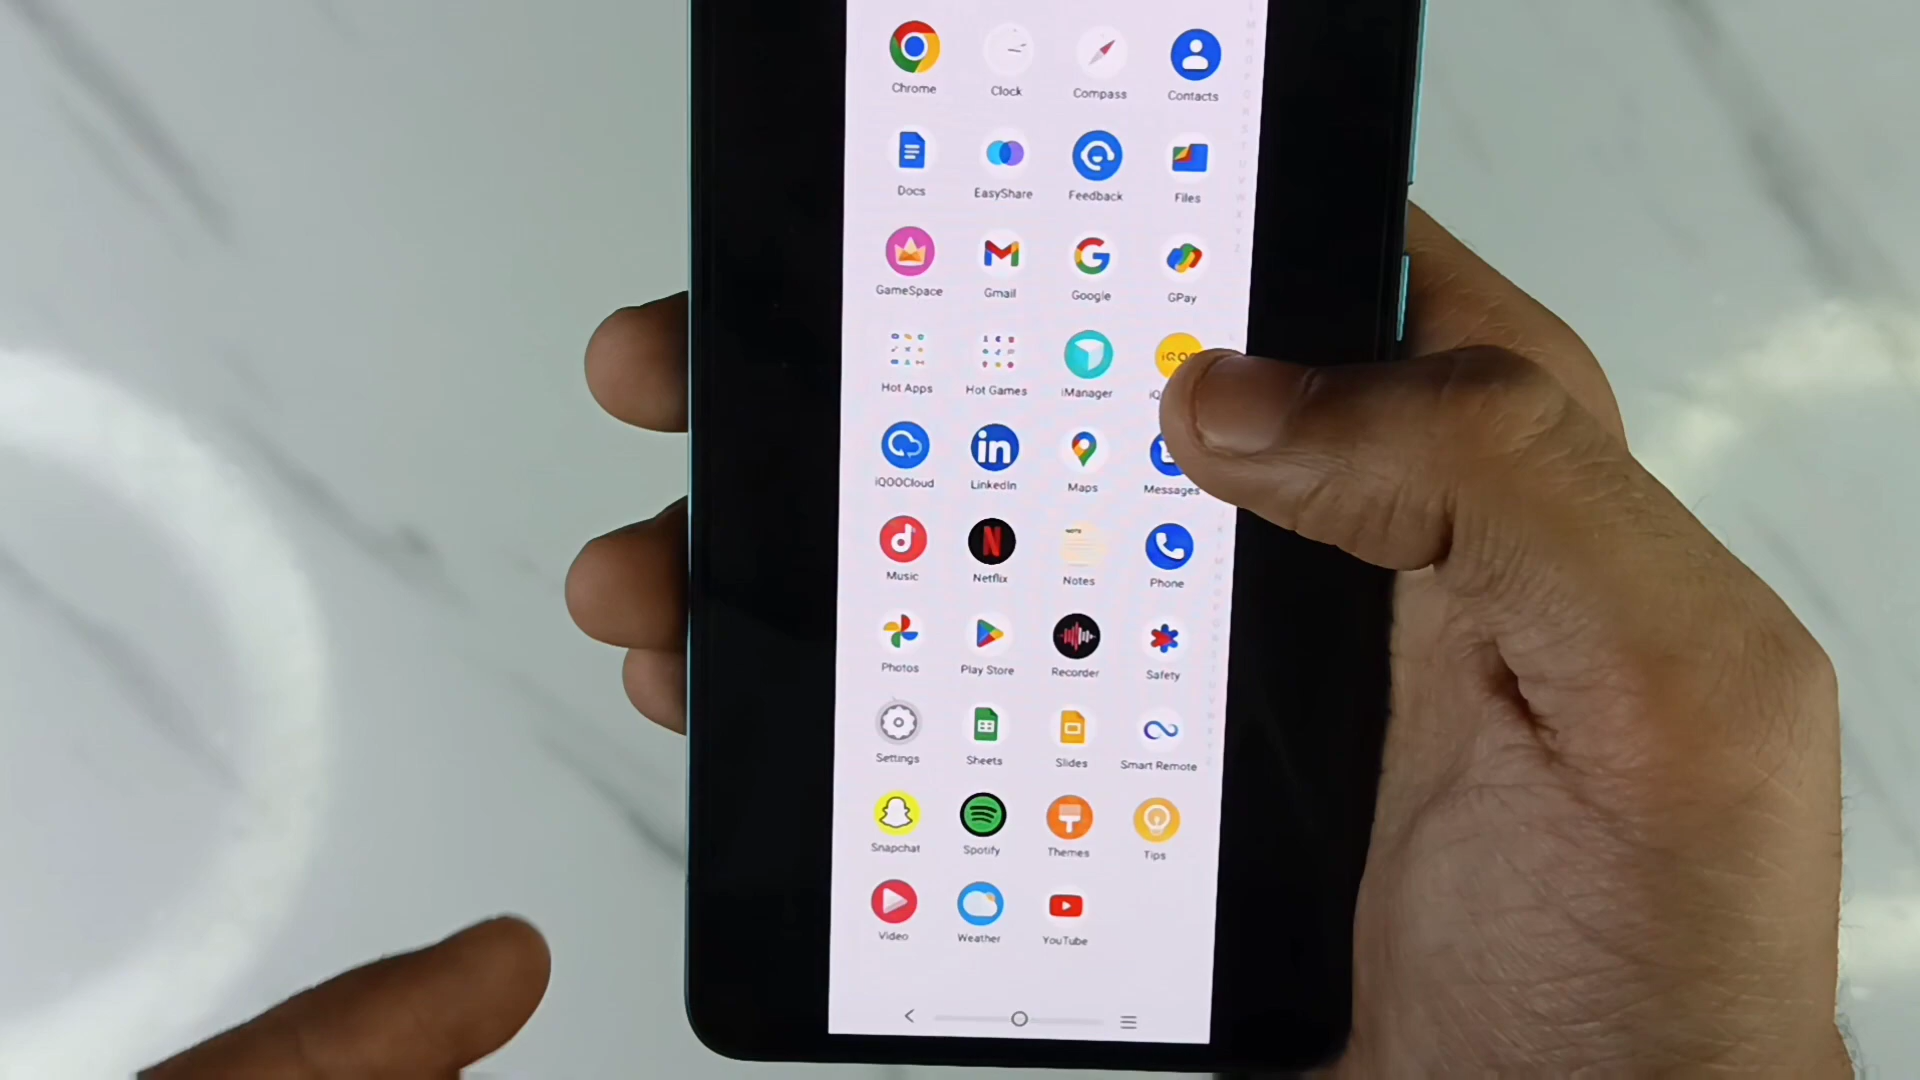 Chrome Clock Compass Contacts
Docs EasyShare Feedback Files
GameSpace Gmail Google GPay
Hot Apps Hot Games iManager
iQOOCloud LinkedIn Maps Messages
Music Netflix Notes Phone
Photos Play Store Recorder Safety
Settings Sheets Slides Smart Remote
Snapchat Spotify Themes Tips
Video Weather YouTube